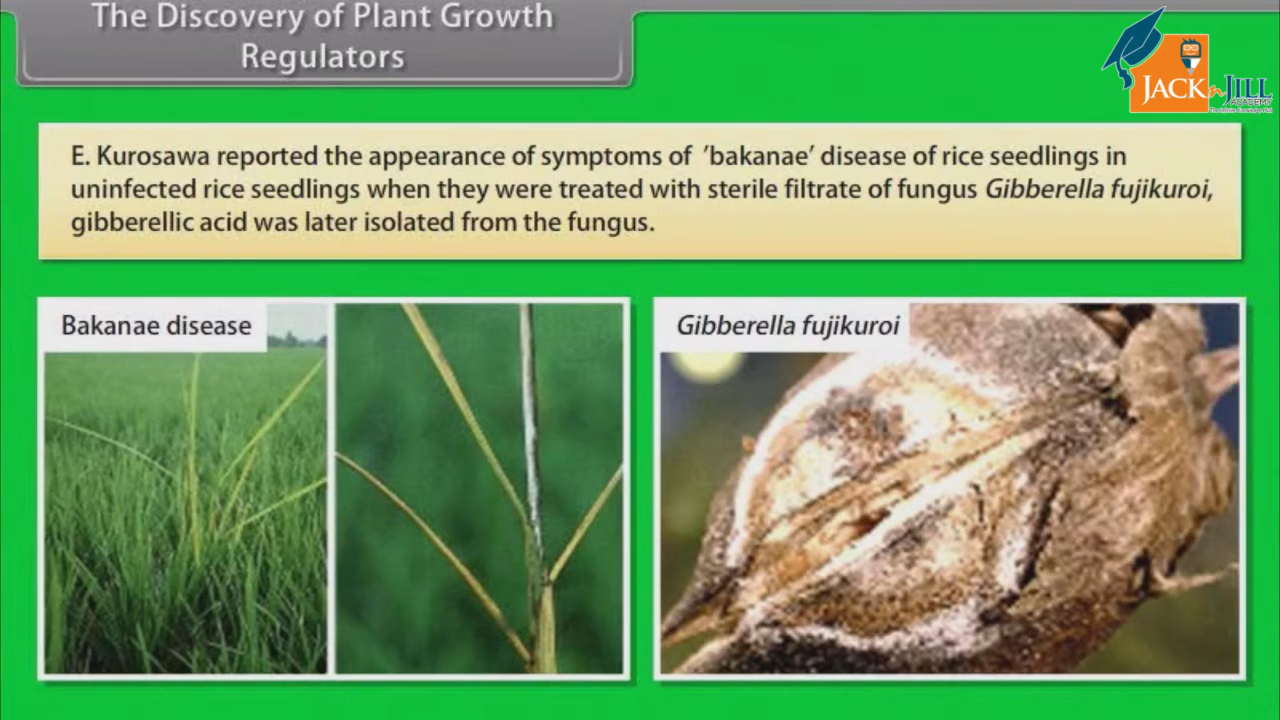 The Discovery of Plant Growth
Regulators
JACK n JILL
ACADEMY
E. Kurosawa reported the appearance of symptoms of ’bakanae’ disease of rice seedlings in
uninfected rice seedlings when they were treated with sterile filtrate of fungus Gibberella fujikuroi,
gibberellic acid was later isolated from the fungus.
Bakanae disease
Gibberella fujikuroi